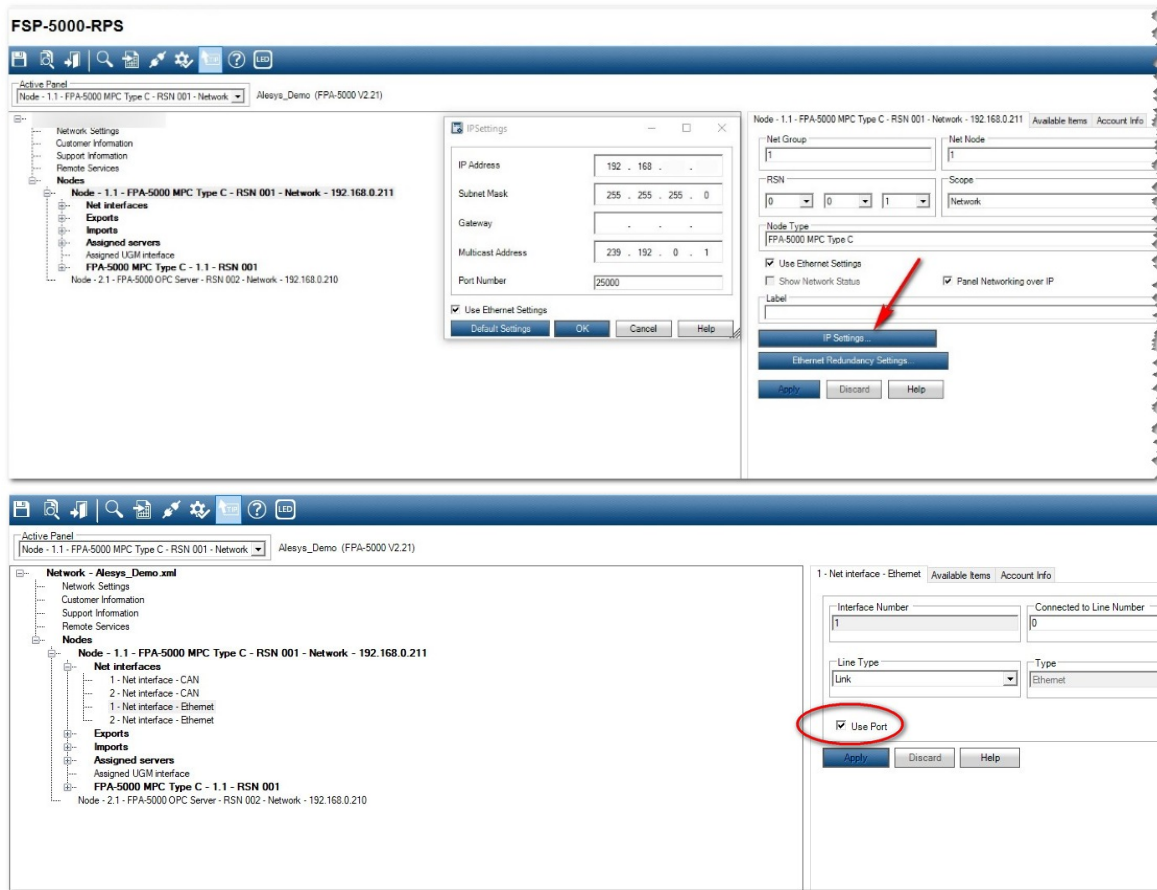 FSP-5000-RPS
TIP
LED
Active Panel
Node - 1.1 - FPA-5000 MPC Type C - RSN 001 - Network
Alesys_Demo (FPA-5000 V2.21)
Network Settings
Customer Information
Support Information
Remote Services
Nodes
Node - 1.1 - FPA-5000 MPC Type C - RSN 001 - Network - 192.168.0.211
Net interfaces
Exports
Imports
Assigned servers
Assigned UGM interface
FPA-5000 MPC Type C - 1.1 - RSN 001
Node - 2.1 - FPA-5000 OPC Server - RSN 002 - Network - 192.168.0.210
IPSettings
IP Address 192 . 168 . .
Subnet Mask 255 . 255 . 255 . 0
Gateway . . .
Multicast Address 239 . 192 . 0 . 1
Port Number 25000
Use Ethernet Settings
Default Settings OK Cancel Help
Node - 1.1 - FPA-5000 MPC Type C - RSN 001 - Network - 192.168.0.211 Available Items Account Info
Net Group Net Node
1 1
RSN Scope
0 0 1 Network
Node Type
FPA-5000 MPC Type C
Use Ethernet Settings
Show Network Status Panel Networking over IP
Label
IP Settings...
Ethernet Redundancy Settings...
Apply Discard Help
TIP
LED
Active Panel
Node - 1.1 - FPA-5000 MPC Type C - RSN 001 - Network
Alesys_Demo (FPA-5000 V2.21)
Network - Alesys_Demo.xml
Network Settings
Customer Information
Support Information
Remote Services
Nodes
Node - 1.1 - FPA-5000 MPC Type C - RSN 001 - Network - 192.168.0.211
Net interfaces
1 - Net interface - CAN
2 - Net interface - CAN
1 - Net interface - Ethernet
2 - Net interface - Ethernet
Exports
Imports
Assigned servers
Assigned UGM interface
FPA-5000 MPC Type C - 1.1 - RSN 001
Node - 2.1 - FPA-5000 OPC Server - RSN 002 - Network - 192.168.0.210
1 - Net interface - Ethernet Available Items Account Info
Interface Number Connected to Line Number
1 0
Line Type Type
Link Ethernet
Use Port
Apply Discard Help